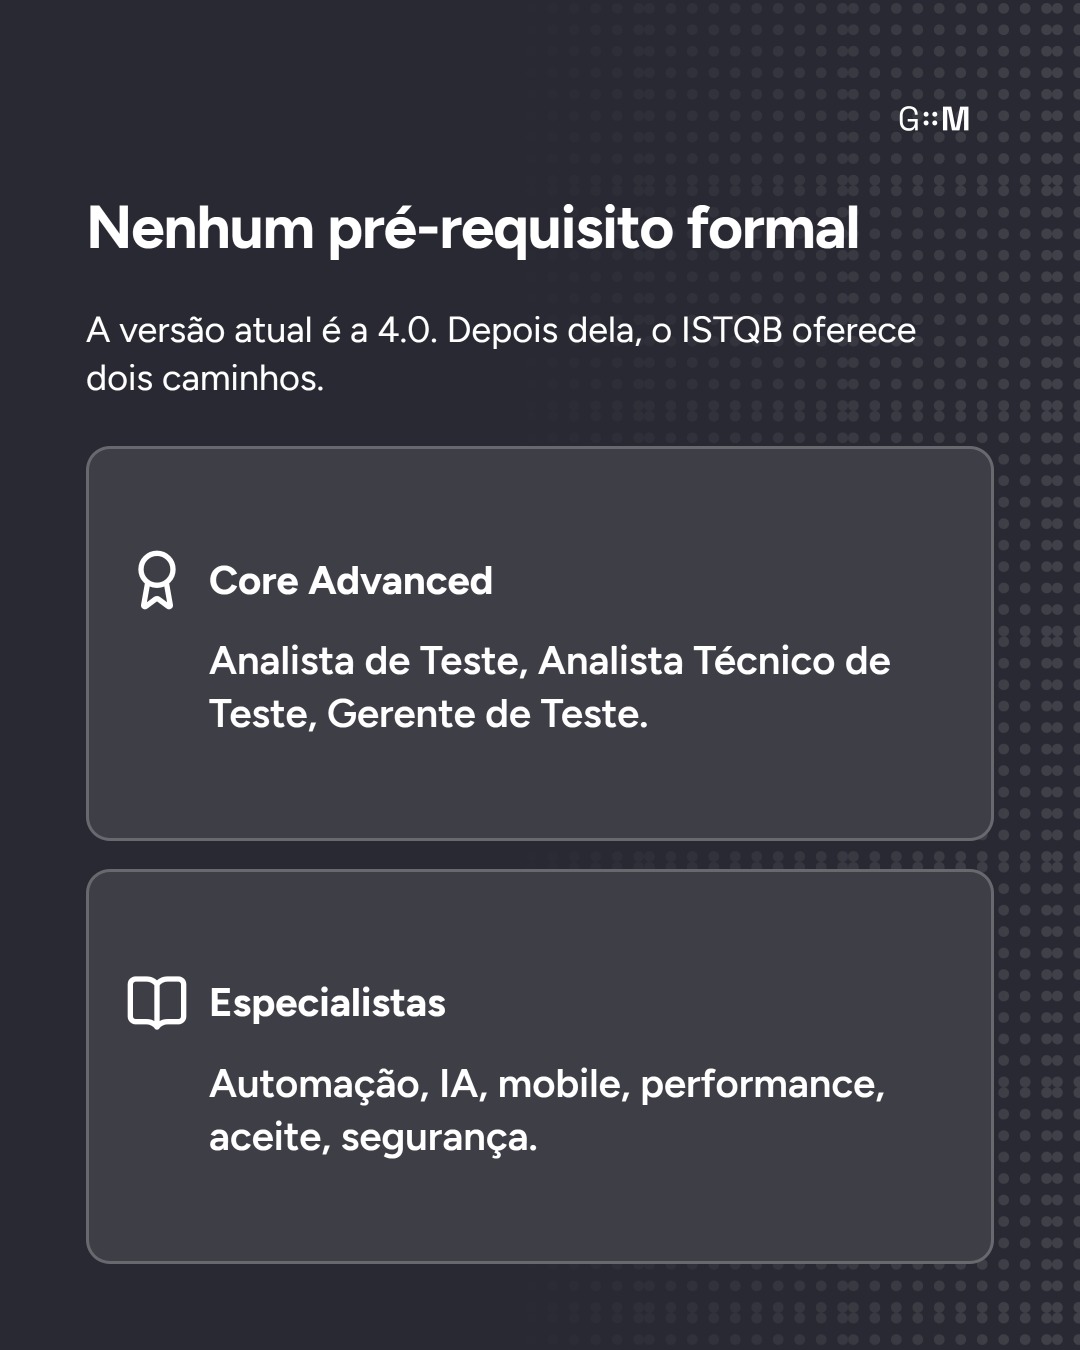 G::M
Nenhum pré-requisito formal
A versão atual é a 4.0. Depois dela, o ISTQB oferece
dois caminhos.
Core Advanced
Analista de Teste, Analista Técnico de
Teste, Gerente de Teste.
Especialistas
Automação, IA, mobile, performance,
aceite, segurança.